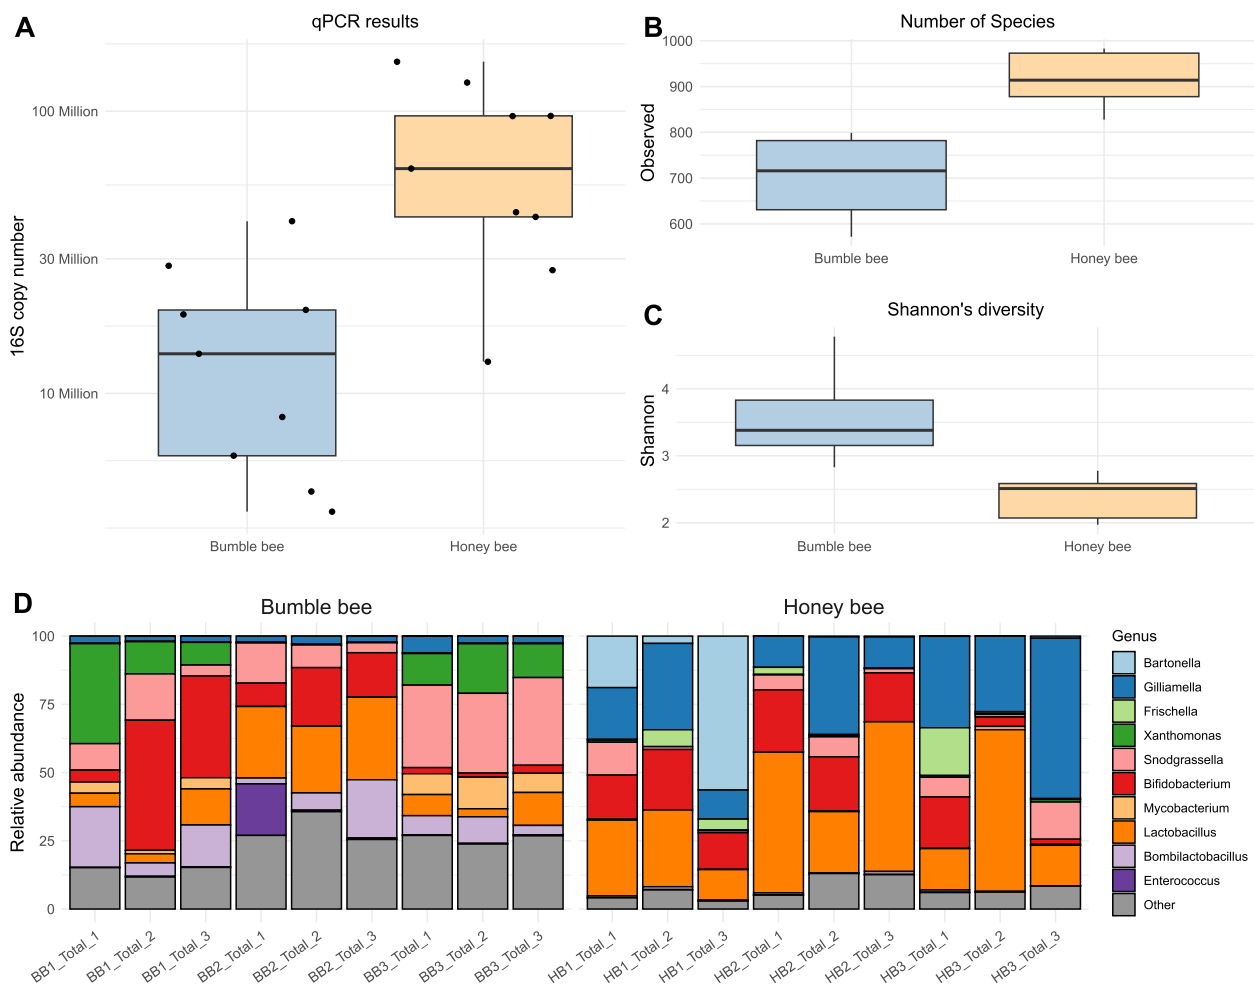 A
qPCR results
16S copy number
100 Million
30 Million
10 Million
Bumble bee
Honey bee
B
Number of Species
Observed
1000
900
800
700
600
Bumble bee
Honey bee
C
Shannon's diversity
Shannon
4
3
2
Bumble bee
Honey bee
D
Bumble bee
Honey bee
Relative abundance
100
75
50
25
0
BB1_Total_1
BB1_Total_2
BB1_Total_3
BB2_Total_1
BB2_Total_2
BB2_Total_3
BB3_Total_1
BB3_Total_2
BB3_Total_3
HB1_Total_1
HB1_Total_2
HB1_Total_3
HB2_Total_1
HB2_Total_2
HB2_Total_3
HB3_Total_1
HB3_Total_2
HB3_Total_3
Genus
Bartonella
Gilliamella
Frischella
Xanthomonas
Snodgrassella
Bifidobacterium
Mycobacterium
Lactobacillus
Bombilactobacillus
Enterococcus
Other